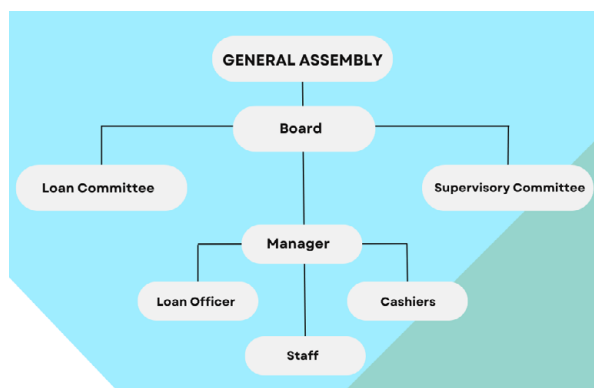 GENERAL ASSEMBLY
Board
Loan Committee
Supervisory Committee
Manager
Loan Officer
Cashiers
Staff